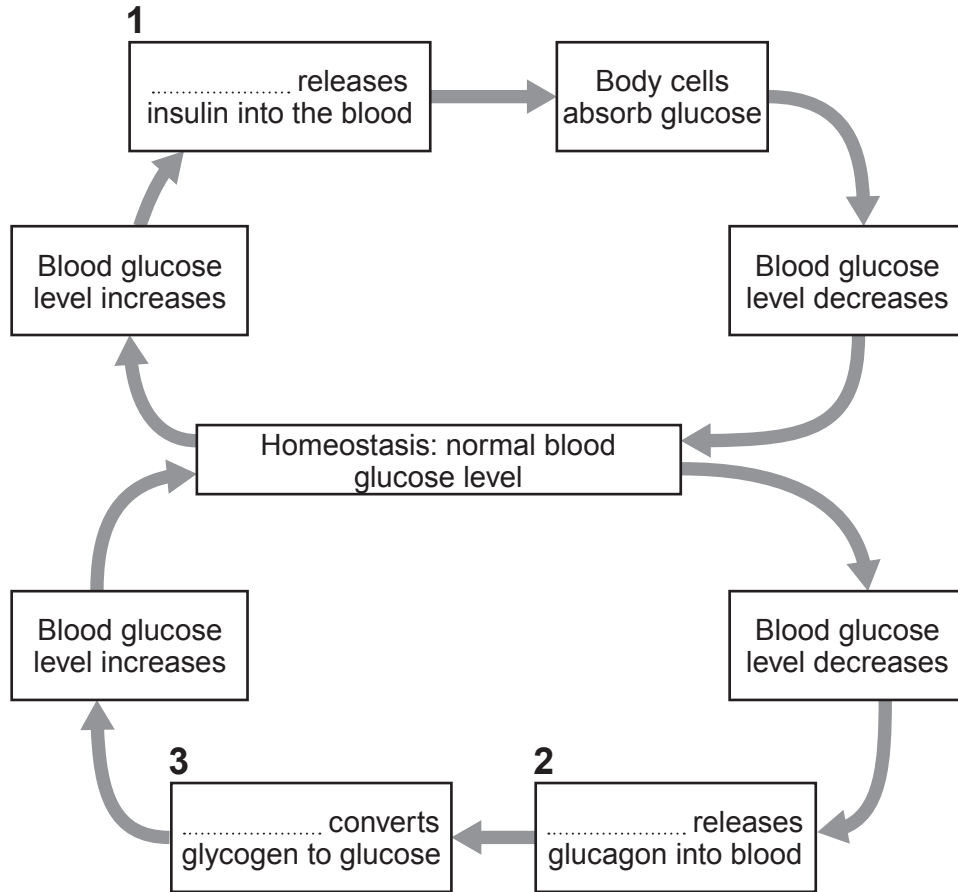 1
...................... releases
insulin into the blood
Body cells
absorb glucose
Blood glucose
level increases
Blood glucose
level decreases
Homeostasis: normal blood
glucose level
Blood glucose
level increases
Blood glucose
level decreases
3
...................... converts
glycogen to glucose
2
...................... releases
glucagon into blood